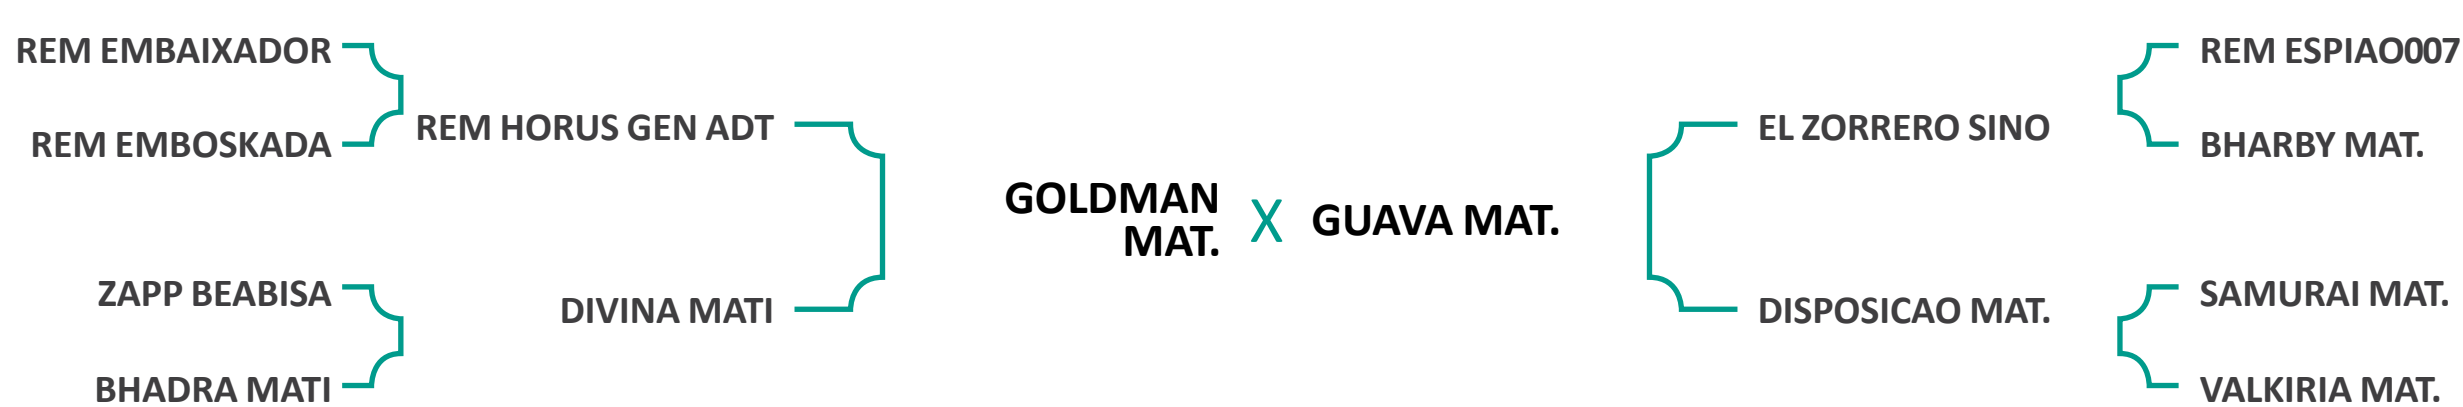 REM EMBAIXADOR
REM EMBOSKADA
REM HORUS GEN ADT
ZAPP BEABISA
BHADRA MATI
DIVINA MATI
GOLDMAN
MAT.
X
GUAVA MAT.
EL ZORRERO SINO
DISPOSICAO MAT.
REM ESPIAO007
BHARBY MAT.
SAMURAI MAT.
VALKIRIA MAT.